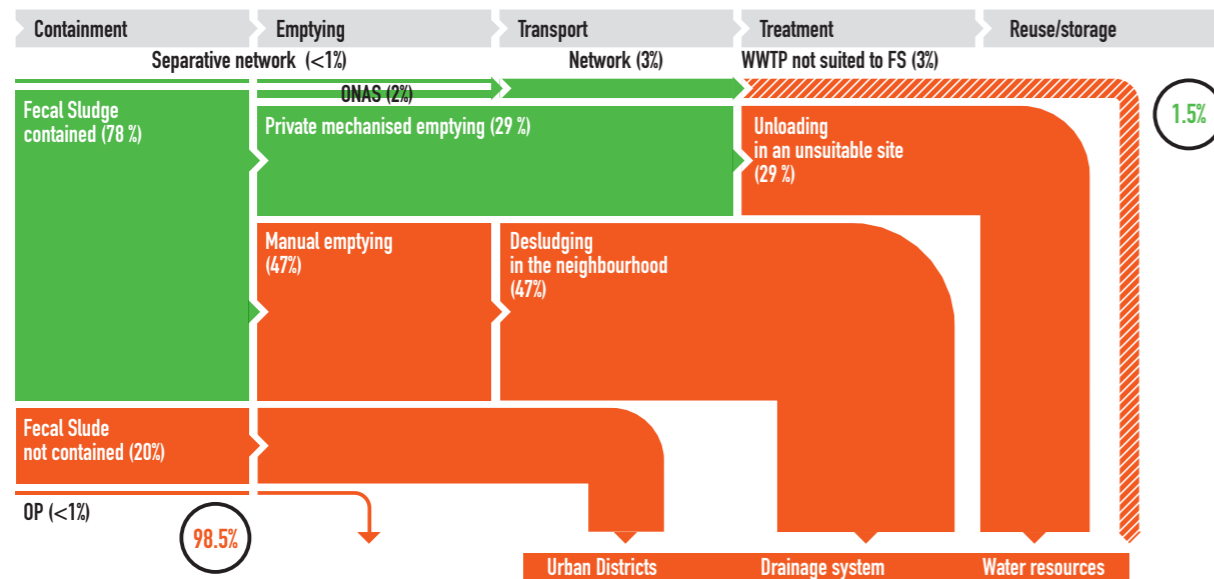 Containment
Emptying
Transport
Treatment
Reuse/storage
Separative network (<1%)
Network (3%)
WWTP not suited to FS (3%)
ONAS (2%)
Fecal Sludge
contained (78 %)
Private mechanised emptying (29 %)
Unloading
in an unsuitable site
(29 %)
1.5%
Manual emptying
(47%)
Desludging
in the neighbourhood
(47%)
Fecal Slude
not contained (20%)
OP (<1%)
98.5%
Urban Districts
Drainage system
Water resources